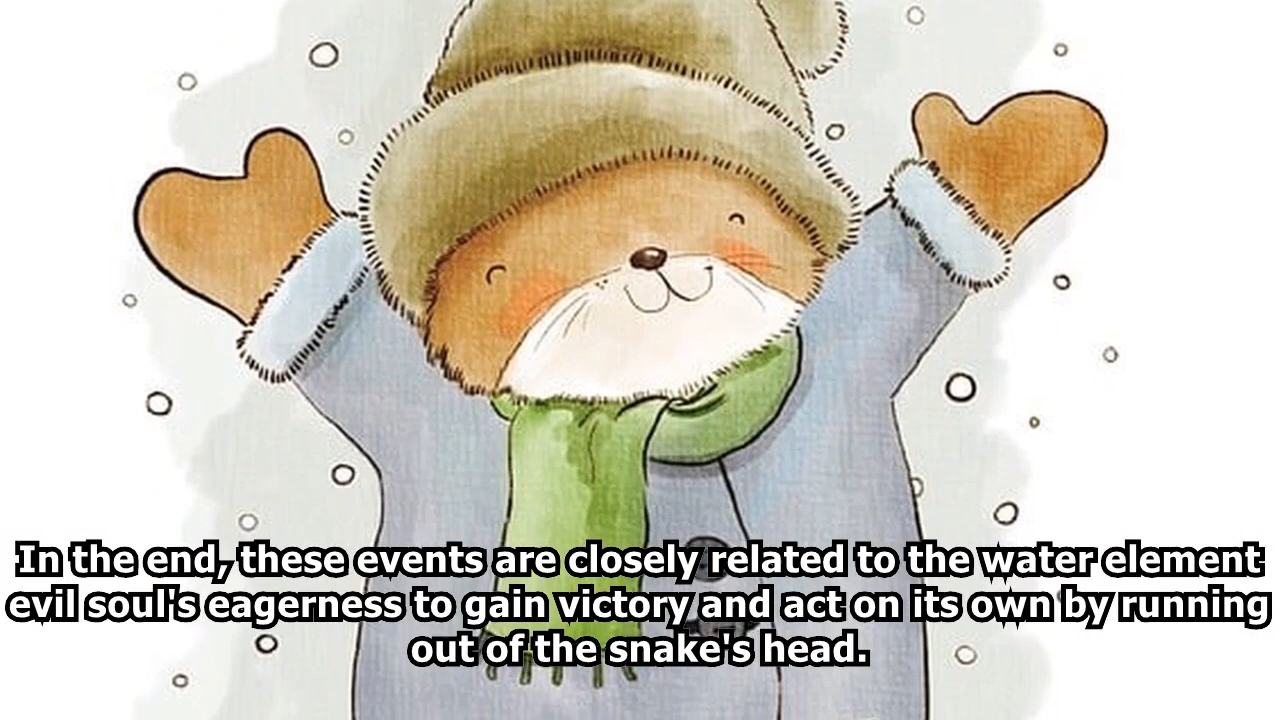 In the end, these events are closely related to the water element
evil soul's eagerness to gain victory and act on its own by running
out of the snake's head.